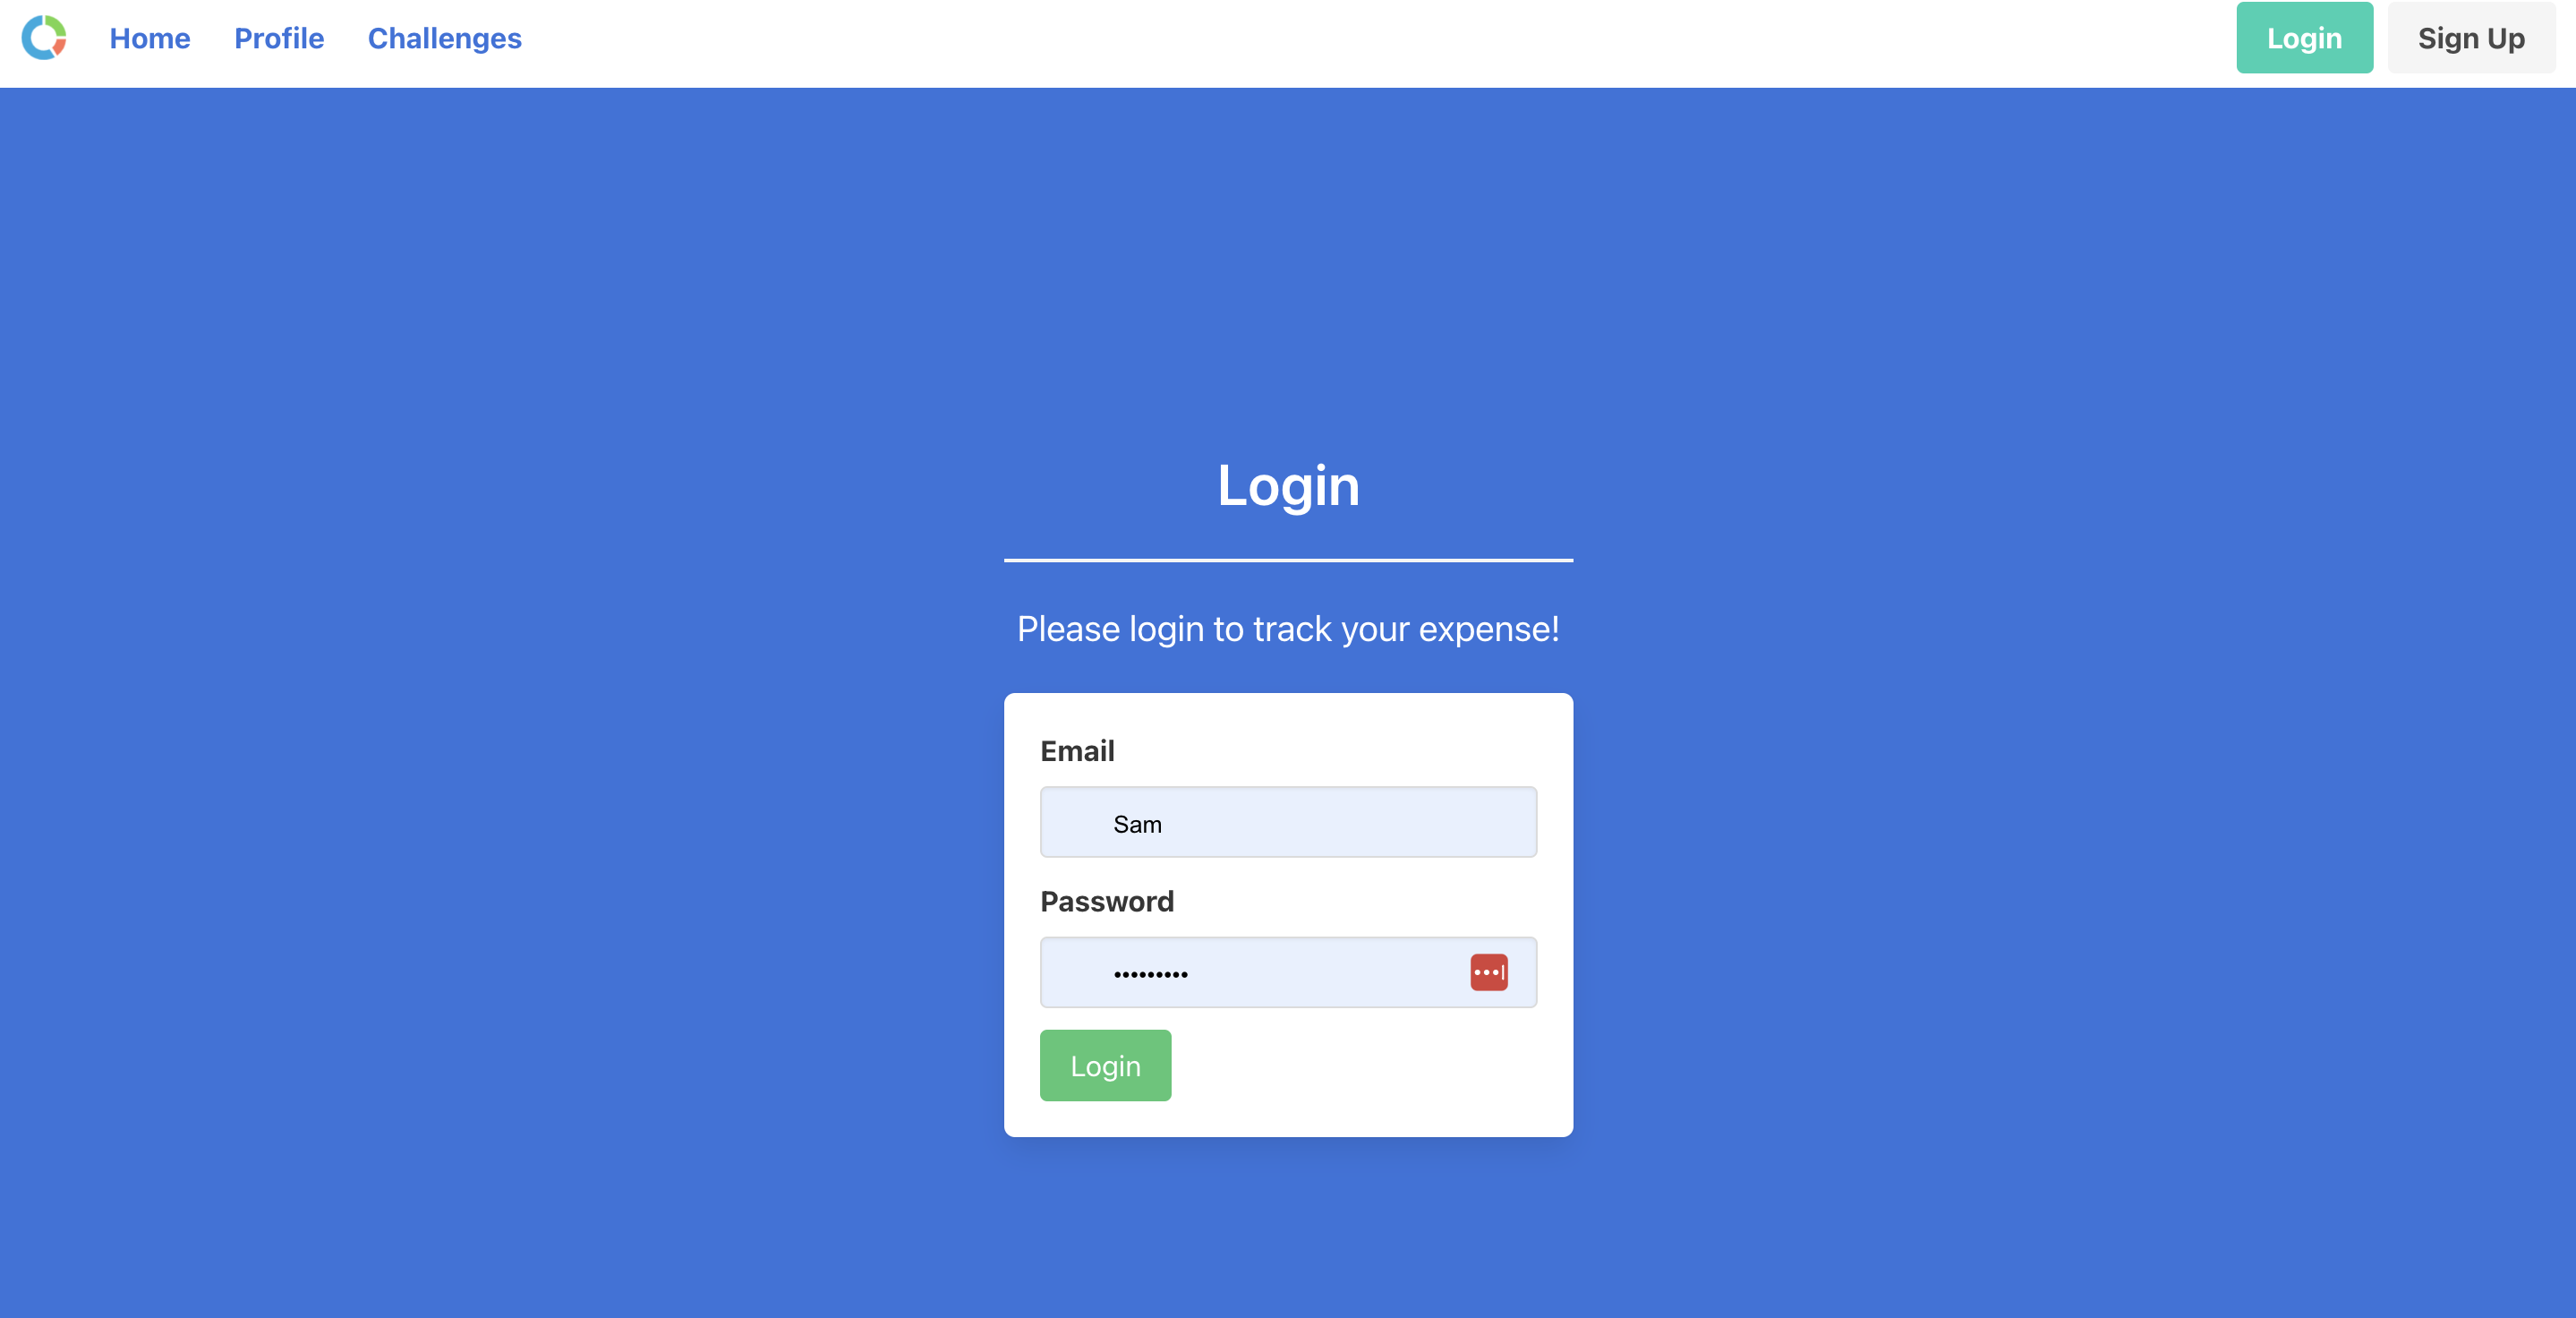 Home Profile Challenges Login Sign Up
Login
Please login to track your expense!
Email
Sam
Password
•••••••••
Login